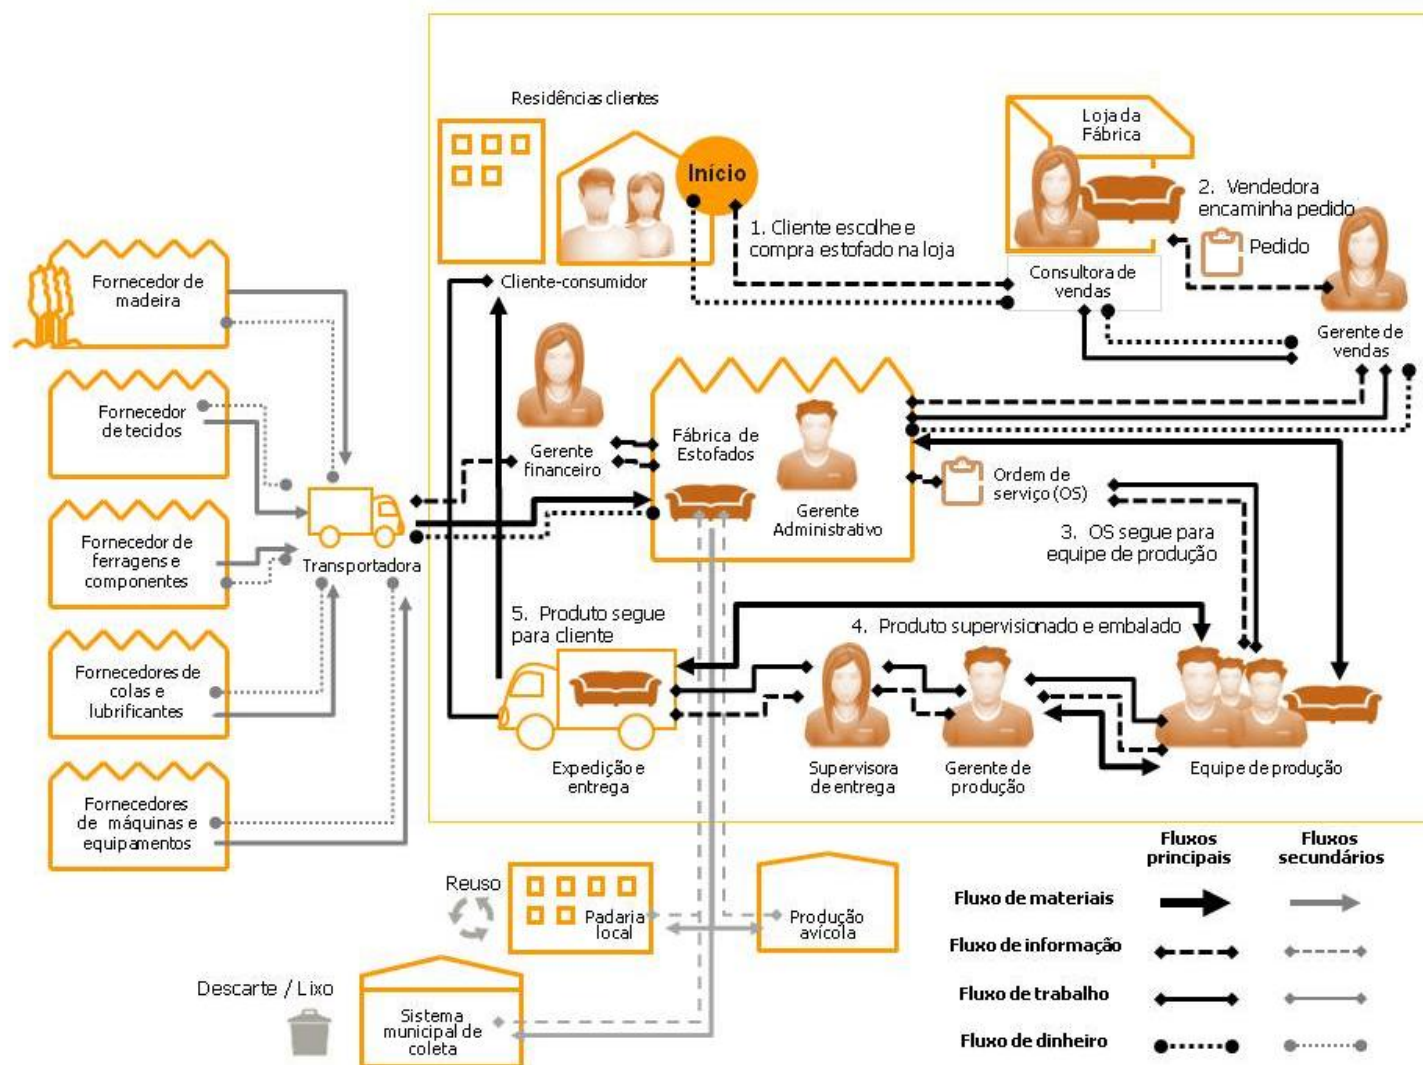 Residências clientes
Início
Loja da
Fábrica
2. Vendedora
encaminha pedido
Pedido
1. Cliente escolhe e
compra estofado na loja
Cliente-consumidor
Consultora de
vendas
Gerente de
vendas
Fornecedor de
madeira
Fornecedor
de tecidos
Fornecedor de
ferragens e
componentes
Fornecedores de
colas e
lubrificantes
Fornecedores
de máquinas e
equipamentos
Transportadora
Gerente
financeiro
Fábrica de
Estofados
Gerente
Administrativo
Ordem de
serviço (OS)
3. OS segue para
equipe de produção
5. Produto segue
para cliente
4. Produto supervisionado e embalado
Expedição e
entrega
Supervisora
de entrega
Gerente de
produção
Equipe de produção
Reuso
Padaria
local
Produção
avícola
Descarte / Lixo
Sistema
municipal de
coleta
Fluxos
principais
Fluxos
secundários
Fluxo de materiais
Fluxo de informação
Fluxo de trabalho
Fluxo de dinheiro